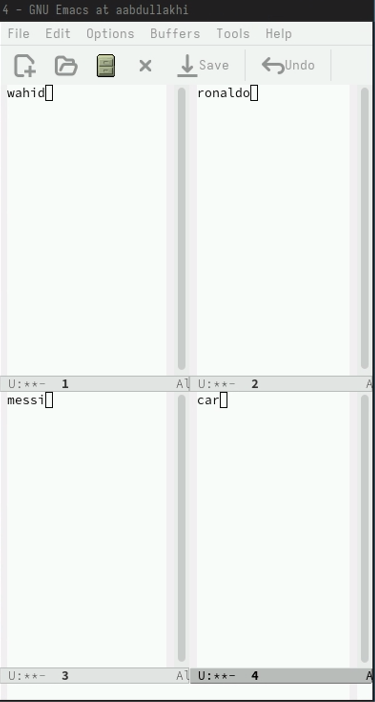 4 - GNU Emacs at aabdullakhi
File Edit Options Buffers Tools Help
Save Undo
wahid
ronaldo
U:**- 1 Al
U:**- 2 A
messi
car
U:**- 3 Al
U:**- 4 A